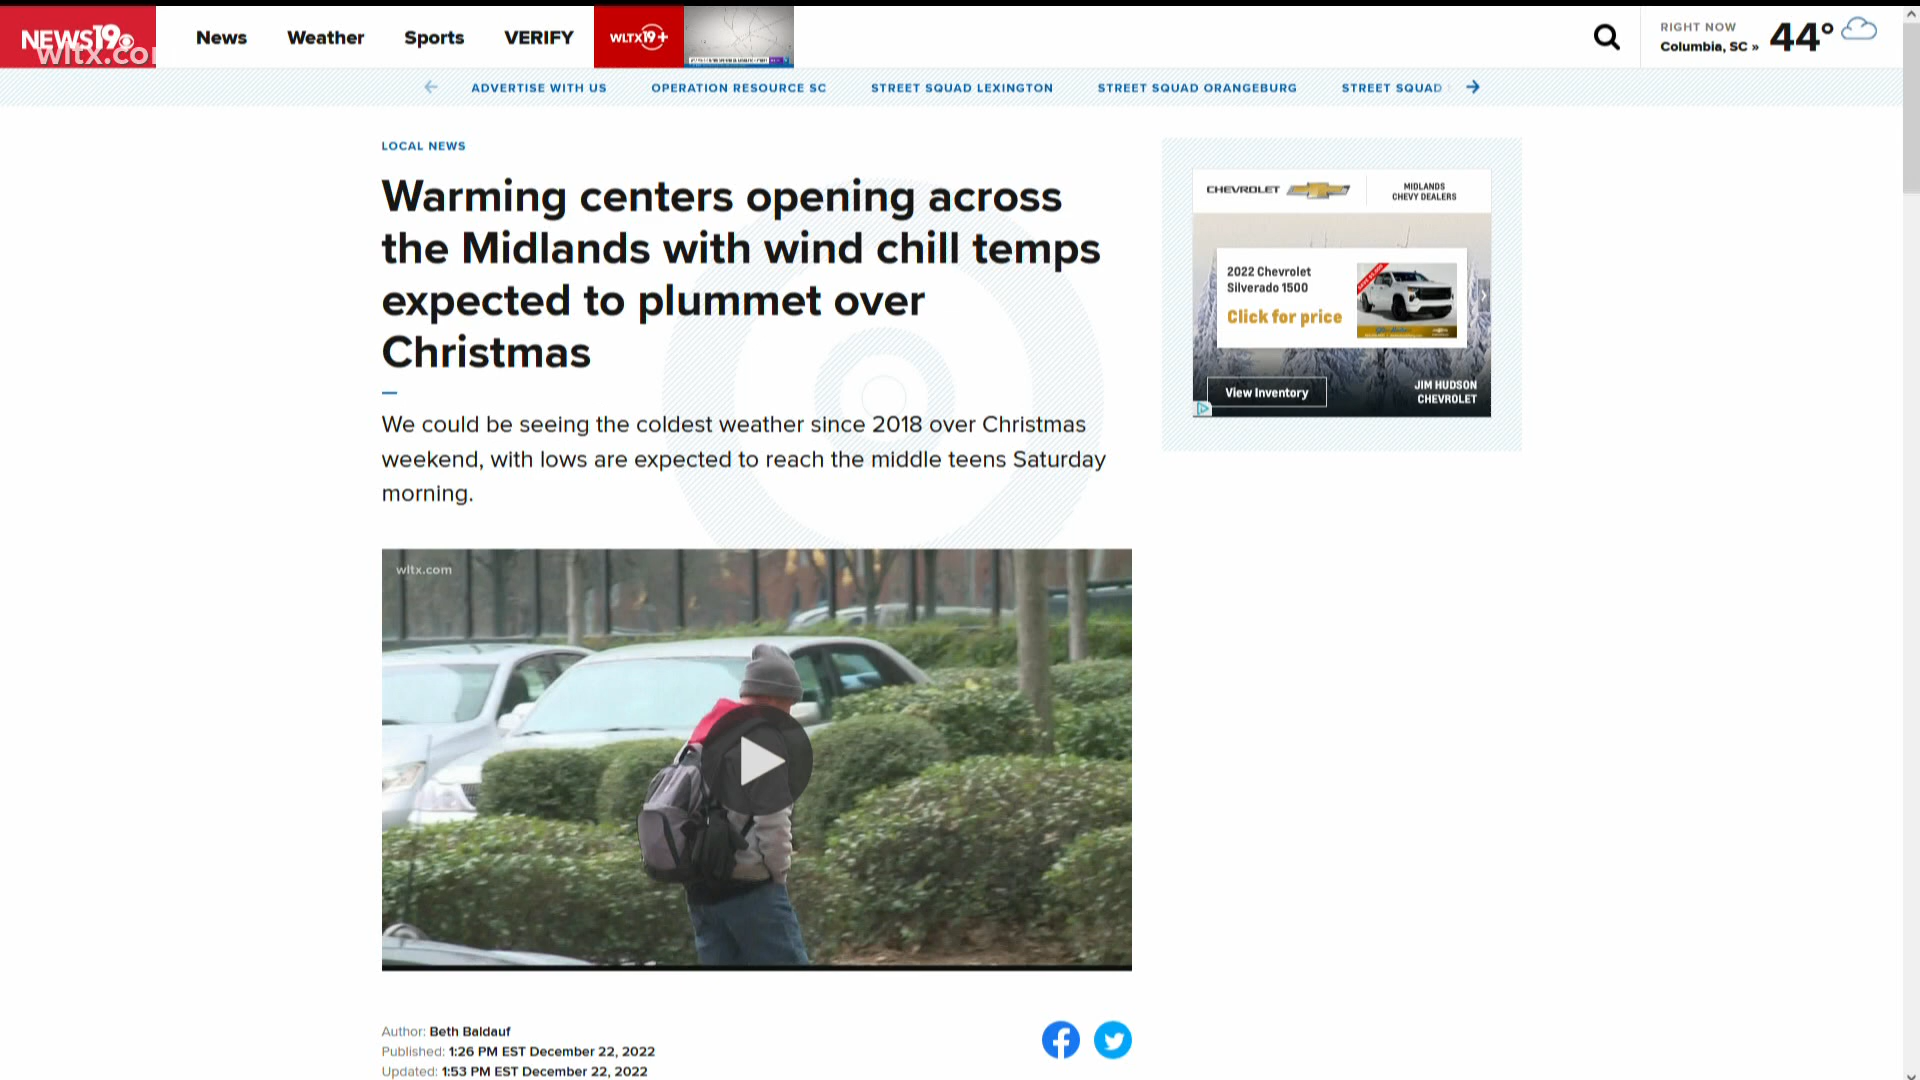 NEWS19
wltx.co
News
Weather
Sports
VERIFY
WLTX19+
RIGHT NOW
Columbia, SC »
44°
ADVERTISE WITH US
OPERATION RESOURCE SC
STREET SQUAD LEXINGTON
STREET SQUAD ORANGEBURG
STREET SQUAD
LOCAL NEWS
Warming centers opening across
the Midlands with wind chill temps
expected to plummet over
Christmas
We could be seeing the coldest weather since 2018 over Christmas
weekend, with lows are expected to reach the middle teens Saturday
morning.
CHEVROLET
MIDLANDS
CHEVY DEALERS
2022 Chevrolet
Silverado 1500
Click for price
View Inventory
JIM HUDSON
CHEVROLET
wltx.com
Author: Beth Baldauf
Published: 1:26 PM EST December 22, 2022
Updated: 1:53 PM EST December 22, 2022